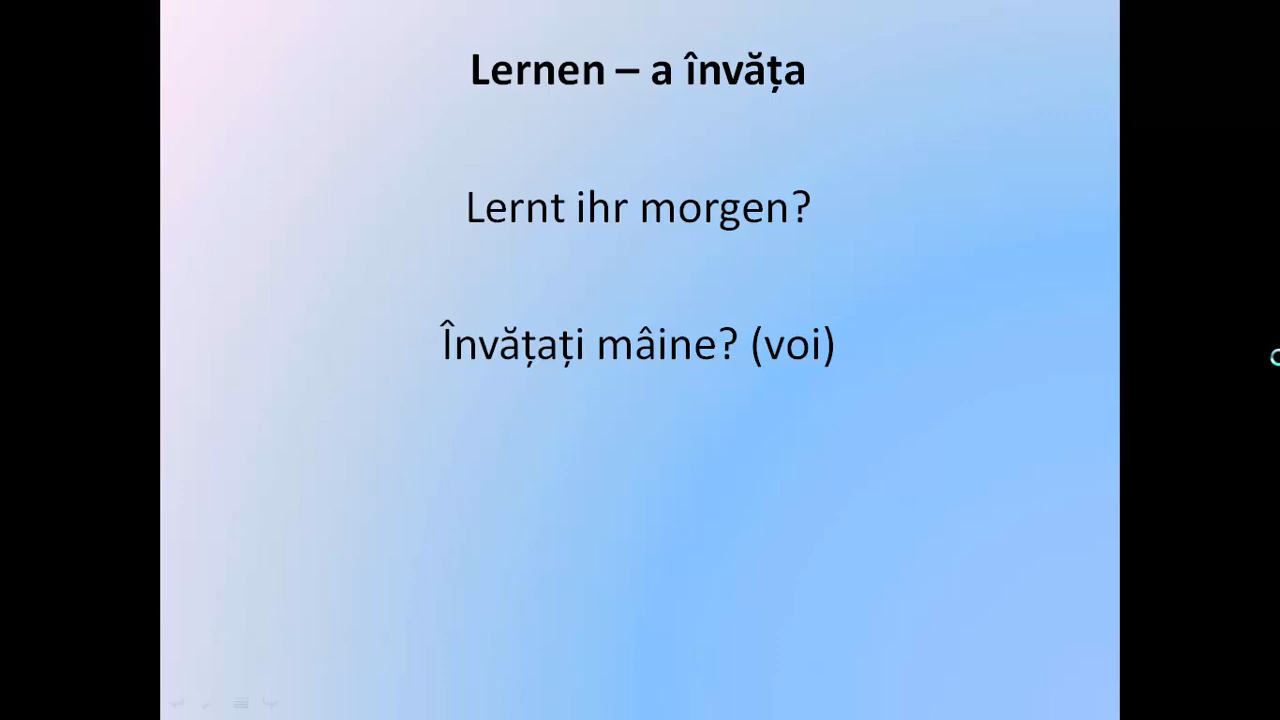 Lernen – a învăța
Lernt ihr morgen?
Învățați mâine? (voi)